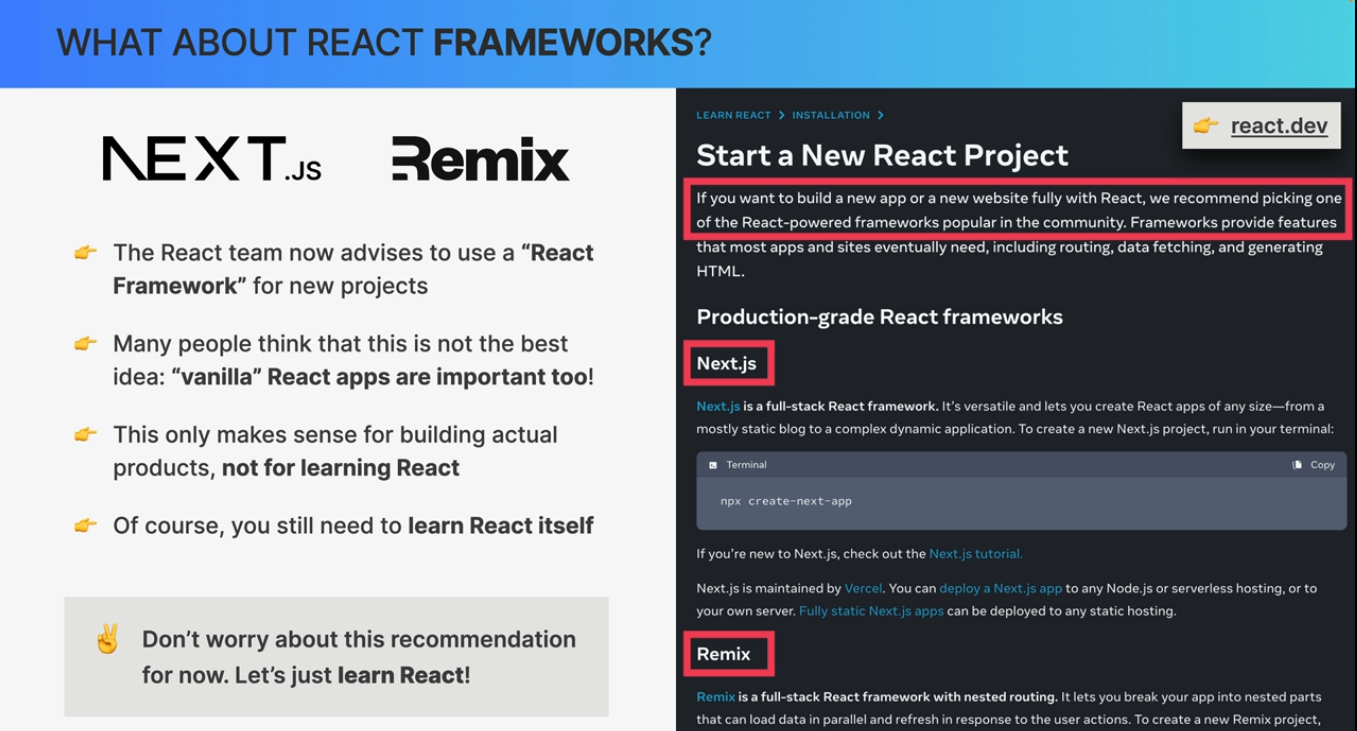 WHAT ABOUT REACT FRAMEWORKS?
NEXT.JS
Remix
👉 The React team now advises to use a “React
Framework” for new projects
👉 Many people think that this is not the best
idea: “vanilla” React apps are important too!
👉 This only makes sense for building actual
products, not for learning React
👉 Of course, you still need to learn React itself
✌️ Don’t worry about this recommendation
for now. Let’s just learn React!
LEARN REACT > INSTALLATION >
👉 react.dev
Start a New React Project
If you want to build a new app or a new website fully with React, we recommend picking one
of the React-powered frameworks popular in the community. Frameworks provide features
that most apps and sites eventually need, including routing, data fetching, and generating
HTML.
Production-grade React frameworks
Next.js
Next.js is a full-stack React framework. It’s versatile and lets you create React apps of any size—from a
mostly static blog to a complex dynamic application. To create a new Next.js project, run in your terminal:
Terminal
Copy
npx create-next-app
If you’re new to Next.js, check out the Next.js tutorial.
Next.js is maintained by Vercel. You can deploy a Next.js app to any Node.js or serverless hosting, or to
your own server. Fully static Next.js apps can be deployed to any static hosting.
Remix
Remix is a full-stack React framework with nested routing. It lets you break your app into nested parts
that can load data in parallel and refresh in response to the user actions. To create a new Remix project,